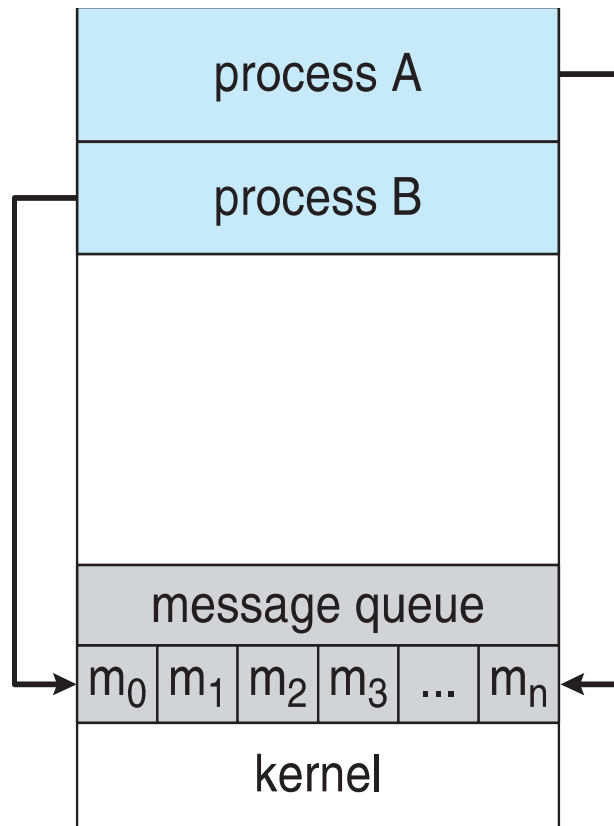 process A
process B
message queue
m₀ m₁ m₂ m₃ ... mₙ
kernel